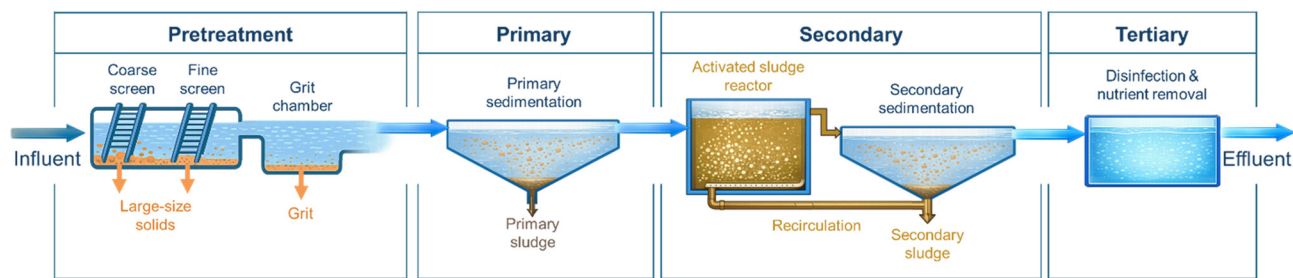 Pretreatment
Primary
Secondary
Tertiary
Coarse
screen
Fine
screen
Grit
chamber
Primary
sedimentation
Activated sludge
reactor
Secondary
sedimentation
Disinfection &
nutrient removal
Influent
Effluent
Large-size
solids
Grit
Primary
sludge
Recirculation
Secondary
sludge